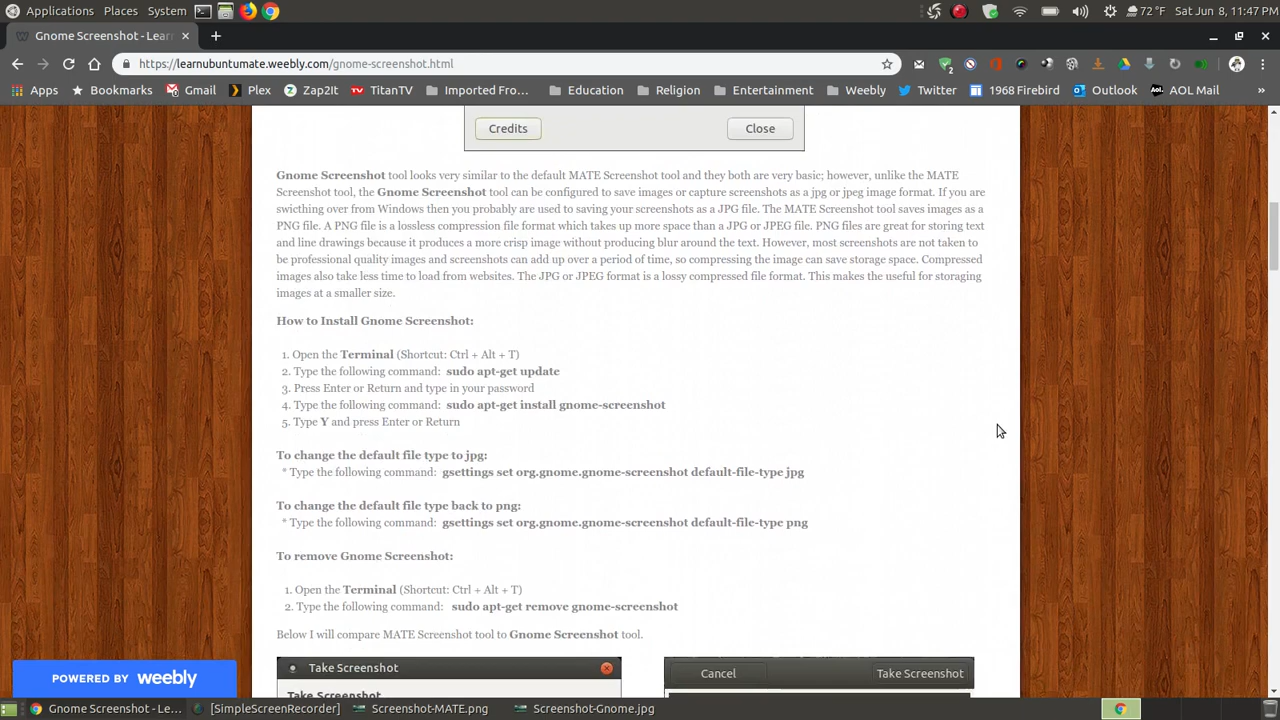 Applications Places System 72 °F Sat Jun 8, 11:47 PM
Gnome Screenshot - Lear
https://learnubuntumate.weebly.com/gnome-screenshot.html
Apps Bookmarks Gmail Plex Zap2It TitanTV Imported Fro... Education Religion Entertainment Weebly Twitter 1968 Firebird Outlook AOL Mail »
Credits Close
Gnome Screenshot tool looks very similar to the default MATE Screenshot tool and they both are very basic; however, unlike the MATE
Screenshot tool, the Gnome Screenshot tool can be configured to save images or capture screenshots as a jpg or jpeg image format. If you are
swicthing over from Windows then you probably are used to saving your screenshots as a JPG file. The MATE Screenshot tool saves images as a
PNG file. A PNG file is a lossless compression file format which takes up more space than a JPG or JPEG file. PNG files are great for storing text
and line drawings because it produces a more crisp image without producing blur around the text. However, most screenshots are not taken to
be professional quality images and screenshots can add up over a period of time, so compressing the image can save storage space. Compressed
images also take less time to load from websites. The JPG or JPEG format is a lossy compressed file format. This makes the useful for storaging
images at a smaller size.
How to Install Gnome Screenshot:
1. Open the Terminal (Shortcut: Ctrl + Alt + T)
2. Type the following command: sudo apt-get update
3. Press Enter or Return and type in your password
4. Type the following command: sudo apt-get install gnome-screenshot
5. Type Y and press Enter or Return
To change the default file type to jpg:
* Type the following command: gsettings set org.gnome.gnome-screenshot default-file-type jpg
To change the default file type back to png:
* Type the following command: gsettings set org.gnome.gnome-screenshot default-file-type png
To remove Gnome Screenshot:
1. Open the Terminal (Shortcut: Ctrl + Alt + T)
2. Type the following command: sudo apt-get remove gnome-screenshot
Below I will compare MATE Screenshot tool to Gnome Screenshot tool.
Take Screenshot Cancel Take Screenshot
Take Screenshot
POWERED BY weebly
Gnome Screenshot - Le... [SimpleScreenRecorder] Screenshot-MATE.png Screenshot-Gnome.jpg